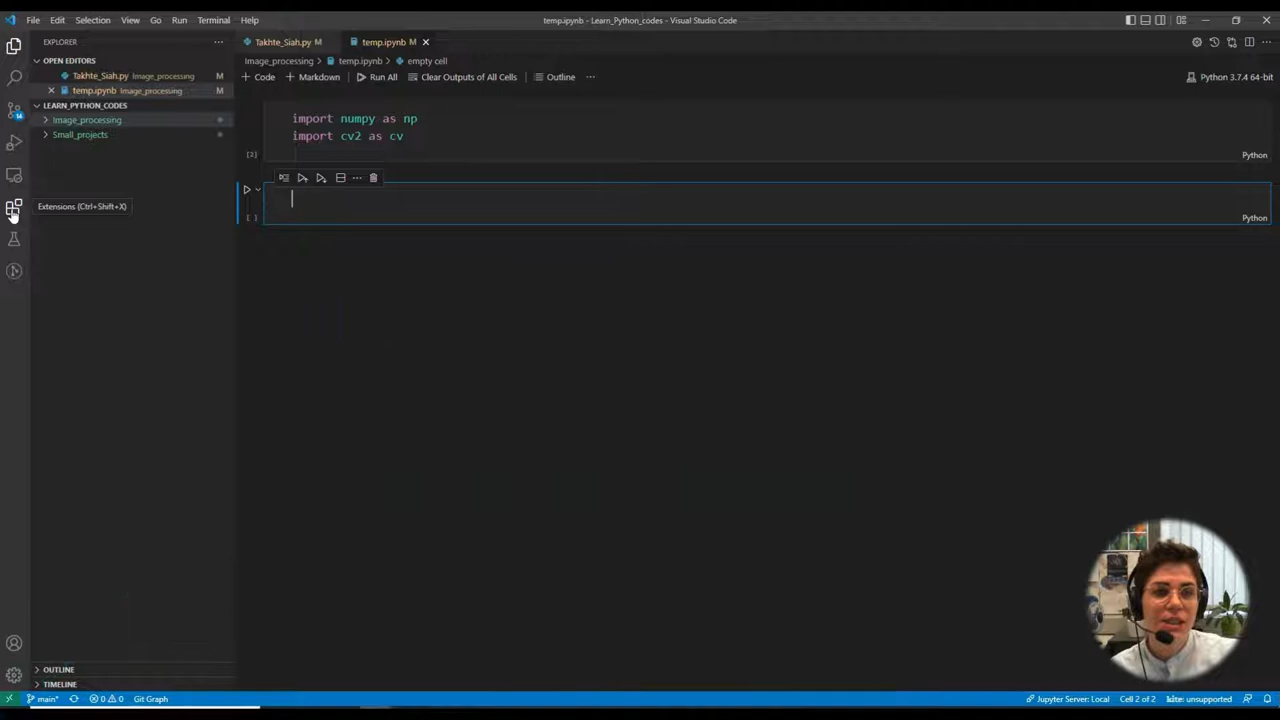 File Edit Selection View Go Run Terminal Help
temp.ipynb - Learn_Python_codes - Visual Studio Code
EXPLORER
Takhte_Siah.py M
temp.ipynb M
OPEN EDITORS
Takhte_Siah.py Image_processing M
temp.ipynb Image_processing M
LEARN_PYTHON_CODES
Image_processing
Small_projects
Extensions (Ctrl+Shift+X)
Image_processing > temp.ipynb > empty cell
+ Code + Markdown Run All Clear Outputs of All Cells Outline ...
Python 3.7.4 64-bit
import numpy as np
import cv2 as cv
[2]
Python
[ ]
Python
OUTLINE
TIMELINE
main* 0 0 Git Graph
Jupyter Server: Local Cell 2 of 2 kite: unsupported